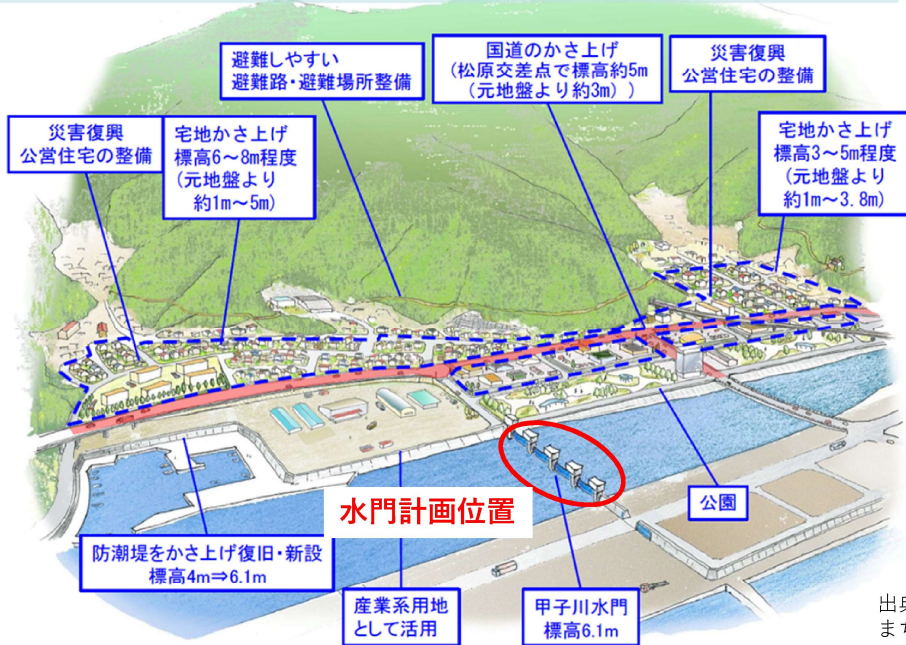 避難しやすい
避難路・避難場所整備
国道のかさ上げ
(松原交差点で標高約5m
(元地盤より約3m))
災害復興
公営住宅の整備
災害復興
公営住宅の整備
宅地かさ上げ
標高6～8m程度
(元地盤より
約1m～5m)
宅地かさ上げ
標高3～5m程度
(元地盤より
約1m～3.8m)
水門計画位置
公園
防潮堤をかさ上げ復旧・新設
標高4m⇒6.1m
産業系用地
として活用
甲子川水門
標高6.1m
出典
まち